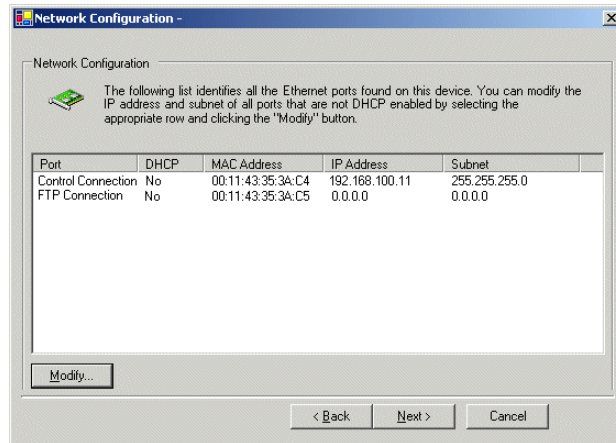 Network Configuration -
Network Configuration
The following list identifies all the Ethernet ports found on this device. You can modify the
IP address and subnet of all ports that are not DHCP enabled by selecting the
appropriate row and clicking the "Modify" button.
Port DHCP MAC Address IP Address Subnet
Control Connection No 00:11:43:35:3A:C4 192.168.100.11 255.255.255.0
FTP Connection No 00:11:43:35:3A:C5 0.0.0.0 0.0.0.0
Modify...
< Back Next > Cancel